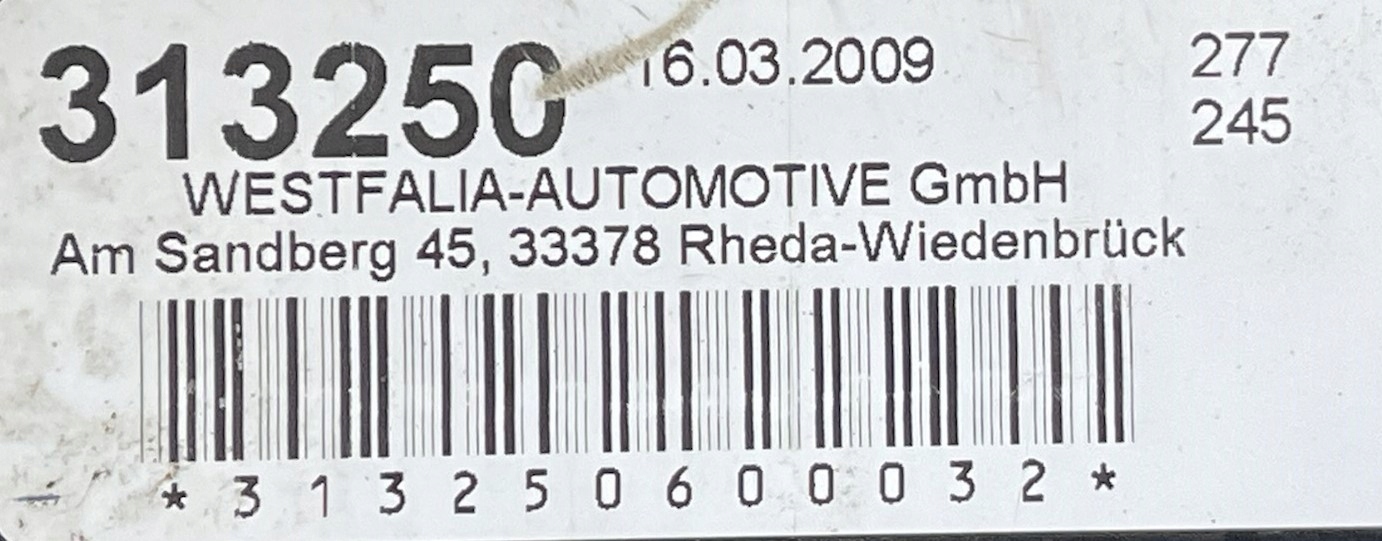 313250 16.03.2009 277
245
WESTFALIA-AUTOMOTIVE GmbH
Am Sandberg 45, 33378 Rheda-Wiedenbrück
*313250600032*